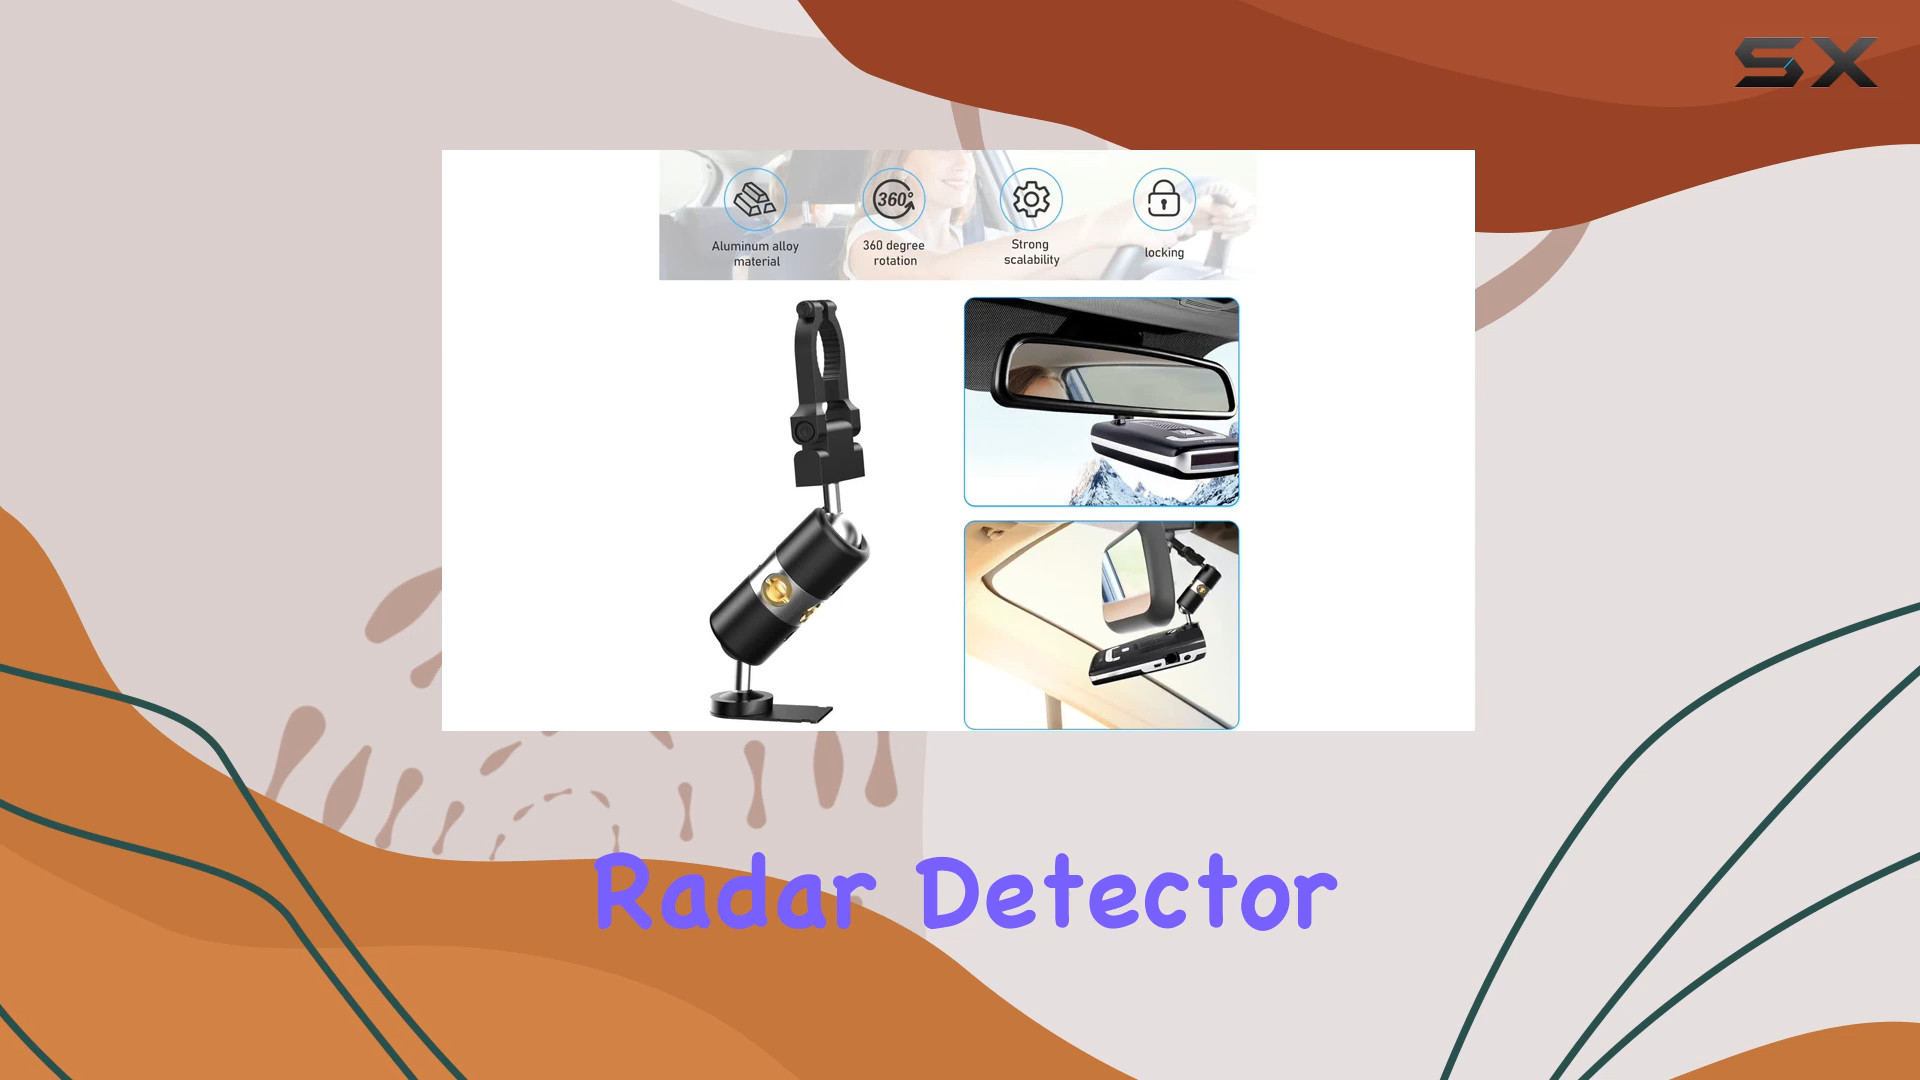 SX
360°
Aluminum alloy
material
360 degree
rotation
Strong
scalability
locking
Radar Detector